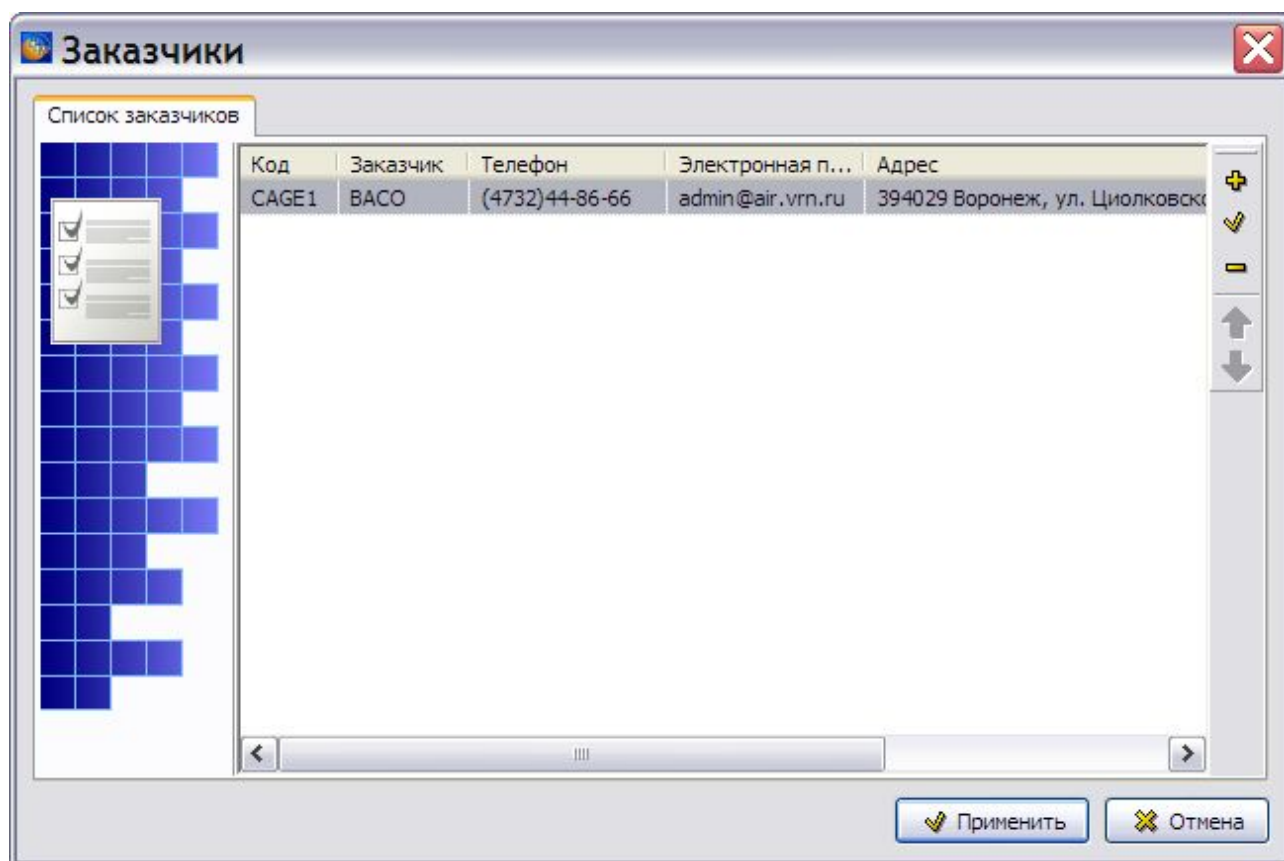 Заказчики
Список заказчиков
Код Заказчик Телефон Электронная п... Адрес
CAGE1 ВАСО (4732)44-86-66 admin@air.vrn.ru 394029 Воронеж, ул. Циолковско
Применить Отмена